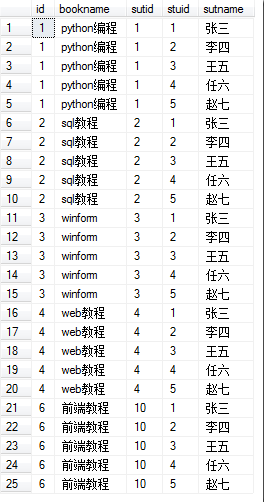 id bookname sutid stuid sutname
1 1 python编程 1 1 张三
2 1 python编程 1 2 李四
3 1 python编程 1 3 王五
4 1 python编程 1 4 任六
5 1 python编程 1 5 赵七
6 2 sql教程 2 1 张三
7 2 sql教程 2 2 李四
8 2 sql教程 2 3 王五
9 2 sql教程 2 4 任六
10 2 sql教程 2 5 赵七
11 3 winform 3 1 张三
12 3 winform 3 2 李四
13 3 winform 3 3 王五
14 3 winform 3 4 任六
15 3 winform 3 5 赵七
16 4 web教程 4 1 张三
17 4 web教程 4 2 李四
18 4 web教程 4 3 王五
19 4 web教程 4 4 任六
20 4 web教程 4 5 赵七
21 6 前端教程 10 1 张三
22 6 前端教程 10 2 李四
23 6 前端教程 10 3 王五
24 6 前端教程 10 4 任六
25 6 前端教程 10 5 赵七